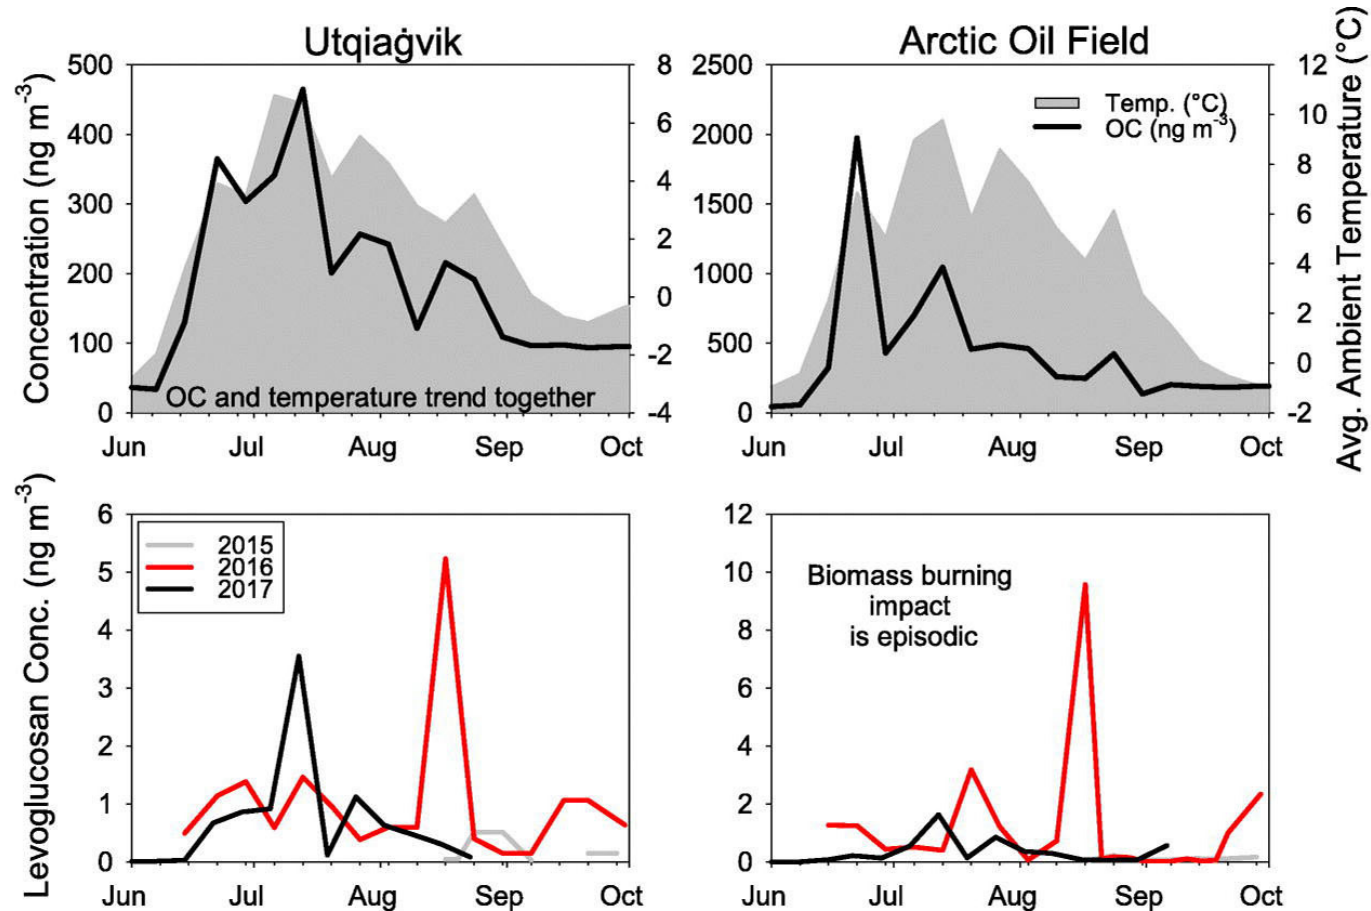 Utqiaġvik
Arctic Oil Field
Concentration (ng m-3)
500
400
300
200
100
0
8
6
4
2
0
-2
-4
OC and temperature trend together
Jun
Jul
Aug
Sep
Oct
2500
2000
1500
1000
500
0
Temp. (°C)
OC (ng m-3)
12
10
8
6
4
2
0
-2
Avg. Ambient Temperature (°C)
Jun
Jul
Aug
Sep
Oct
Levoglucosan Conc. (ng m-3)
6
5
4
3
2
1
0
2015
2016
2017
Jun
Jul
Aug
Sep
Oct
12
10
8
6
4
2
0
Biomass burning
impact
is episodic
Jun
Jul
Aug
Sep
Oct